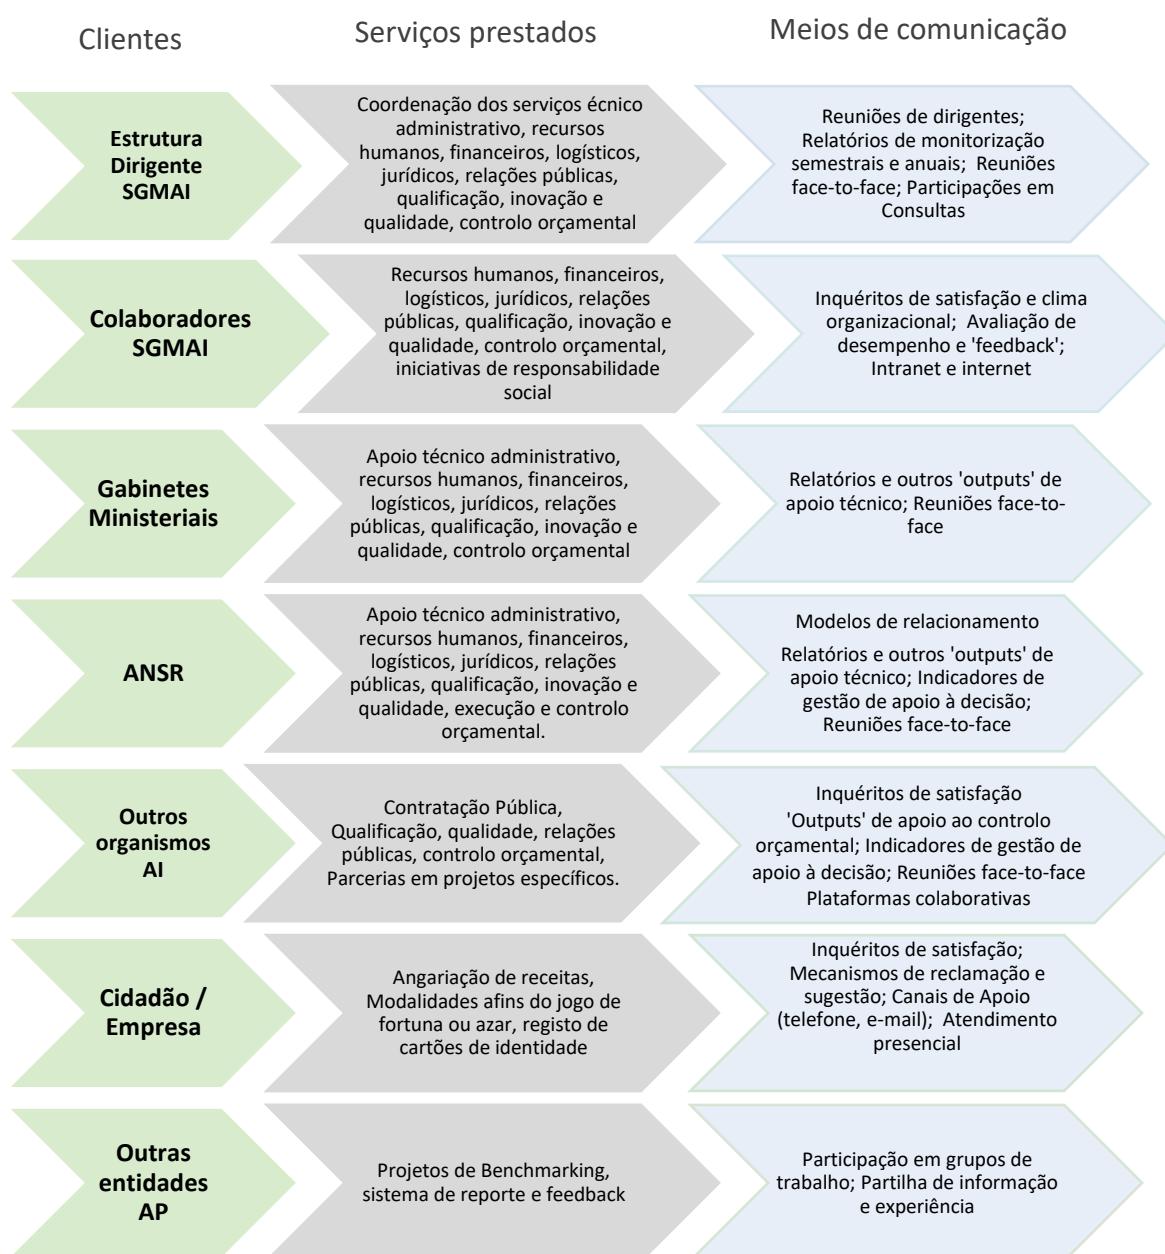 Clientes
Serviços prestados
Meios de comunicação
Estrutura
Dirigente
SGMAI
Coordenação dos serviços écnico
administrativo, recursos
humanos, financeiros, logísticos,
jurídicos, relações públicas,
qualificação, inovação e
qualidade, controlo orçamental
Reuniões de dirigentes;
Relatórios de monitorização
semestrais e anuais;  Reuniões
face-to-face; Participações em
Consultas
Colaboradores
SGMAI
Recursos humanos, financeiros,
logísticos, jurídicos, relações
públicas, qualificação, inovação e
qualidade, controlo orçamental,
iniciativas de responsabilidade
social
Inquéritos de satisfação e clima
organizacional;  Avaliação de
desempenho e 'feedback';
Intranet e internet
Gabinetes
Ministeriais
Apoio técnico administrativo,
recursos humanos, financeiros,
logísticos, jurídicos, relações
públicas, qualificação, inovação e
qualidade, controlo orçamental
Relatórios e outros 'outputs' de
apoio técnico; Reuniões face-to-
face
ANSR
Apoio técnico administrativo,
recursos humanos, financeiros,
logísticos, jurídicos, relações
públicas, qualificação, inovação e
qualidade, execução e controlo
orçamental.
Modelos de relacionamento
Relatórios e outros 'outputs' de
apoio técnico; Indicadores de
gestão de apoio à decisão;
Reuniões face-to-face
Outros
organismos
AI
Contratação Pública,
Qualificação, qualidade, relações
públicas, controlo orçamental,
Parcerias em projetos específicos.
Inquéritos de satisfação
'Outputs' de apoio ao controlo
orçamental; Indicadores de gestão de
apoio à decisão; Reuniões face-to-face
Plataformas colaborativas
Cidadão /
Empresa
Angariação de receitas,
Modalidades afins do jogo de
fortuna ou azar, registo de
cartões de identidade
Inquéritos de satisfação;
Mecanismos de reclamação e
sugestão; Canais de Apoio
(telefone, e-mail);  Atendimento
presencial
Outras
entidades
AP
Projetos de Benchmarking,
sistema de reporte e feedback
Participação em grupos de
trabalho; Partilha de informação
e experiência